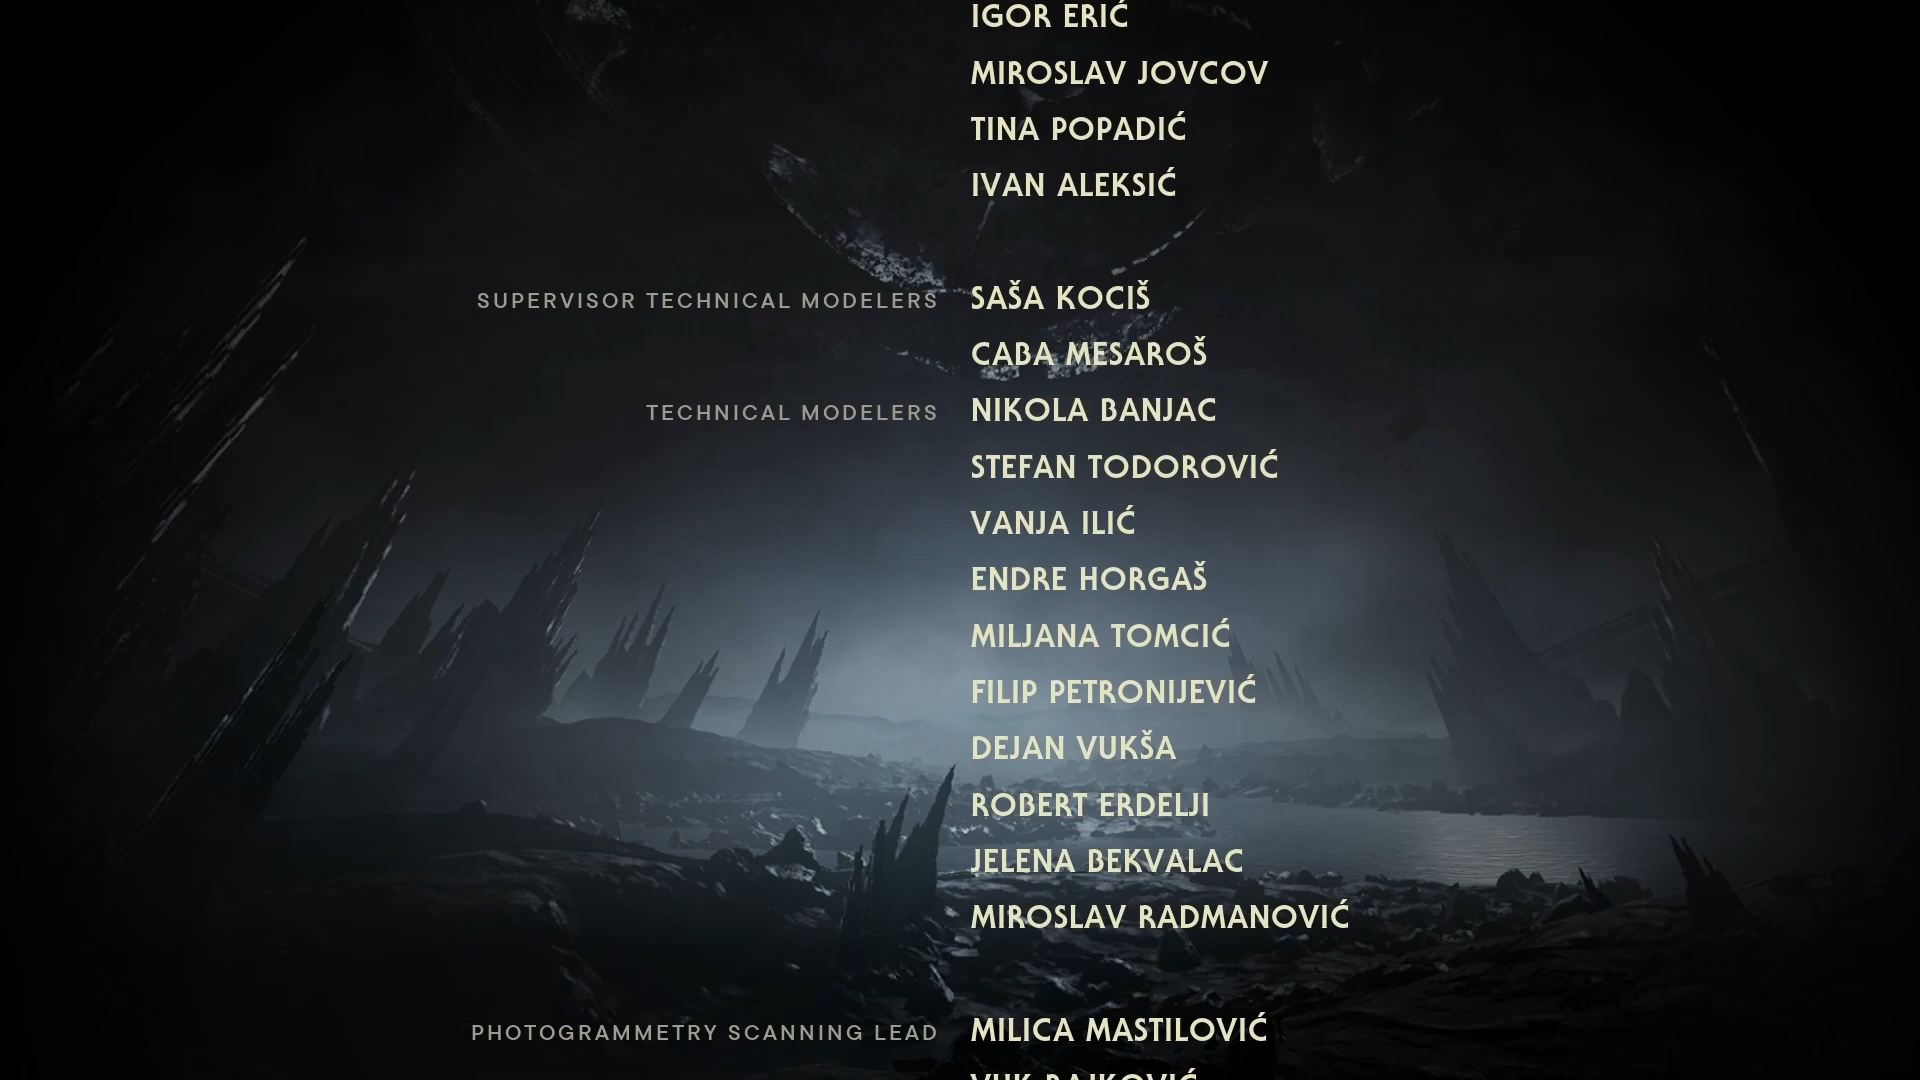 IGOR ERIĆ
MIROSLAV JOVCOV
TINA POPADIĆ
IVAN ALEKSIĆ
SUPERVISOR TECHNICAL MODELERS SAŠA KOCIŠ
CABA MESAROŠ
TECHNICAL MODELERS NIKOLA BANJAC
STEFAN TODOROVIĆ
VANJA ILIĆ
ENDRE HORGAŠ
MILJANA TOMCIĆ
FILIP PETRONIJEVIĆ
DEJAN VUKŠA
ROBERT ERDELJI
JELENA BEKVALAC
MIROSLAV RADMANOVIĆ
PHOTOGRAMMETRY SCANNING LEAD MILICA MASTILOVIĆ